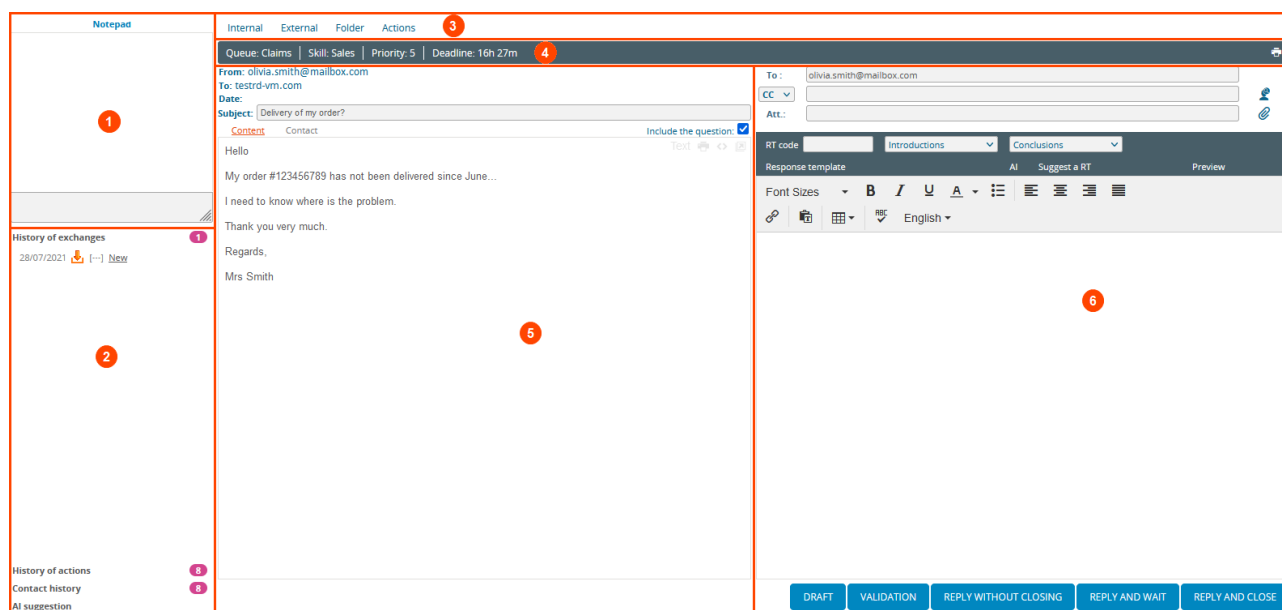 Notepad
1
History of exchanges 1
28/07/2021 [...] New
2
History of actions 8
Contact history 8
AI suggestion
Internal External Folder Actions 3
Queue: Claims | Skill: Sales | Priority: 5 | Deadline: 16h 27m 4
From: olivia.smith@mailbox.com
To: testrd-vm.com
Date:
Subject: Delivery of my order?
Content Contact Include the question:
Text
Hello
My order #123456789 has not been delivered since June...
I need to know where is the problem.
Thank you very much.
Regards,
Mrs Smith
5
To : olivia.smith@mailbox.com
CC
Att.:
RT code Introductions Conclusions
Response template AI Suggest a RT Preview
Font Sizes B I U A
ABC English
6
DRAFT VALIDATION REPLY WITHOUT CLOSING REPLY AND WAIT REPLY AND CLOSE